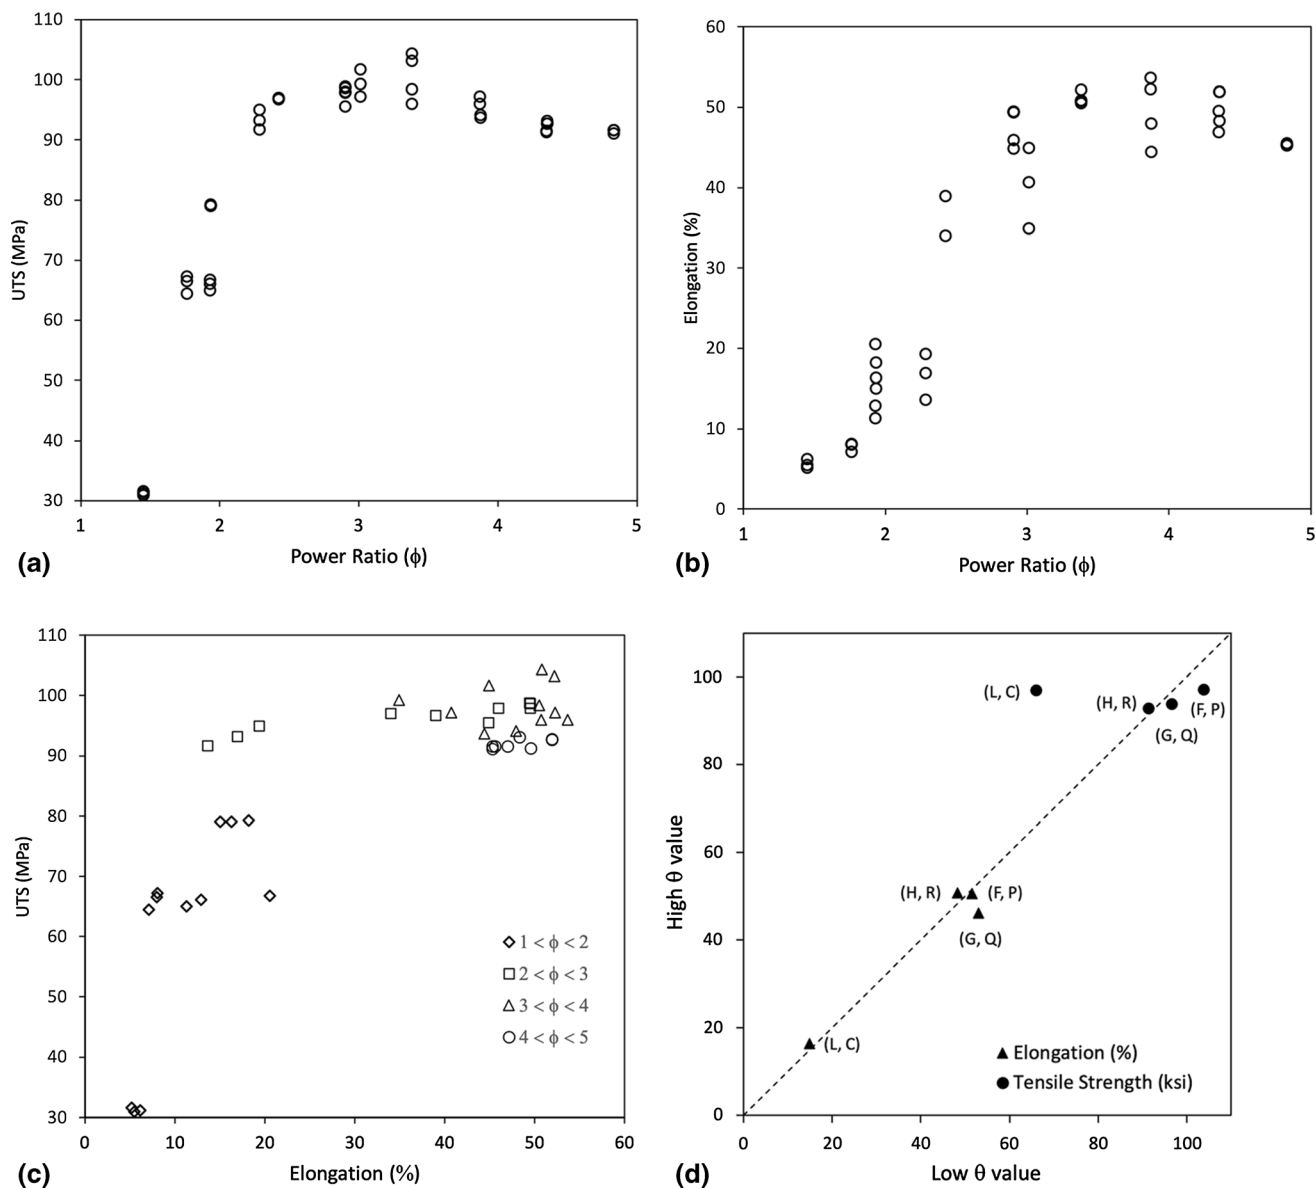 110
100
90
80
70
60
50
40
30
UTS (MPa)
1 2 3 4 5
Power Ratio (ϕ)
(a)
60
50
40
30
20
10
0
Elongation (%)
1 2 3 4 5
Power Ratio (ϕ)
(b)
110
100
90
80
70
60
50
40
30
UTS (MPa)
1 < ϕ < 2
2 < ϕ < 3
3 < ϕ < 4
4 < ϕ < 5
0 10 20 30 40 50 60
Elongation (%)
(c)
100
80
60
40
20
0
High θ value
(L, C)
(H, R)
(F, P)
(G, Q)
(H, R)
(F, P)
(G, Q)
(L, C)
Elongation (%)
Tensile Strength (ksi)
0 20 40 60 80 100
Low θ value
(d)